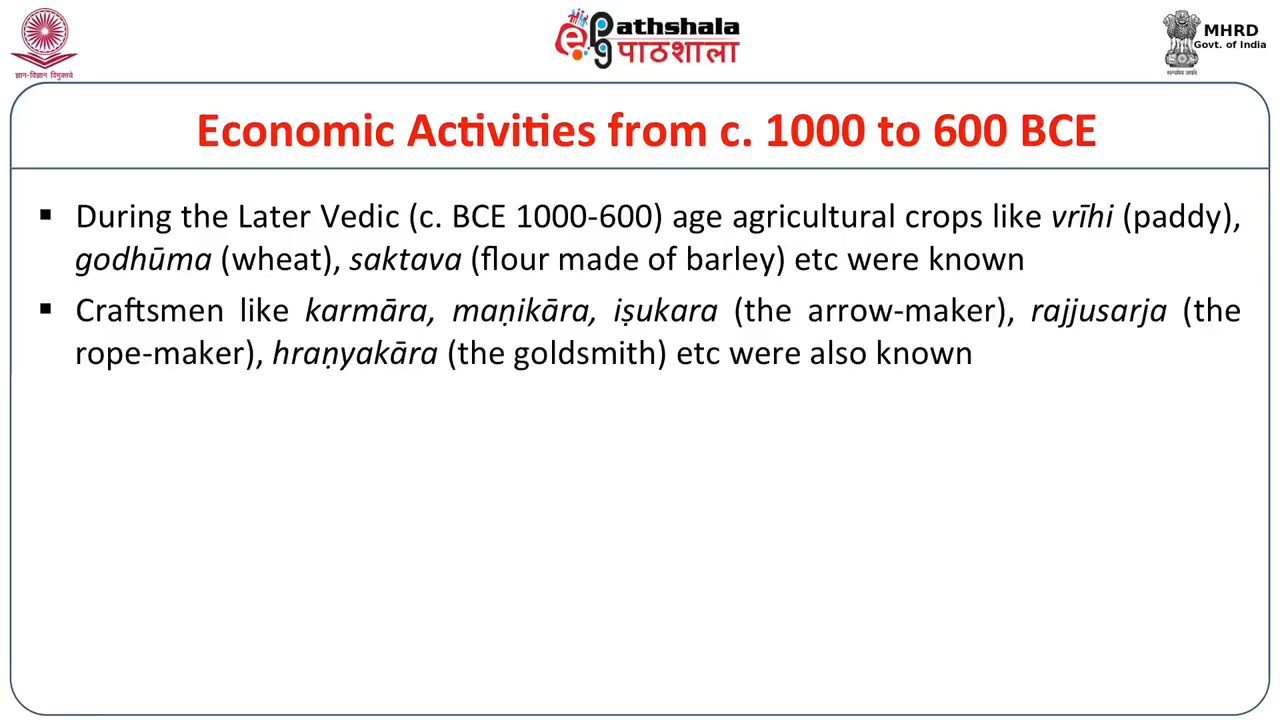 ज्ञान-विज्ञान विमुक्तये
ePG Pathshala
पाठशाला
सत्यमेव जयते
MHRD
Govt. of India
Economic Activities from c. 1000 to 600 BCE
▪ During the Later Vedic (c. BCE 1000-600) age agricultural crops like vrīhi (paddy),
godhūma (wheat), saktava (flour made of barley) etc were known
▪ Craftsmen like karmāra, maṇikāra, iṣukara (the arrow-maker), rajjusarja (the
rope-maker), hraṇyakāra (the goldsmith) etc were also known